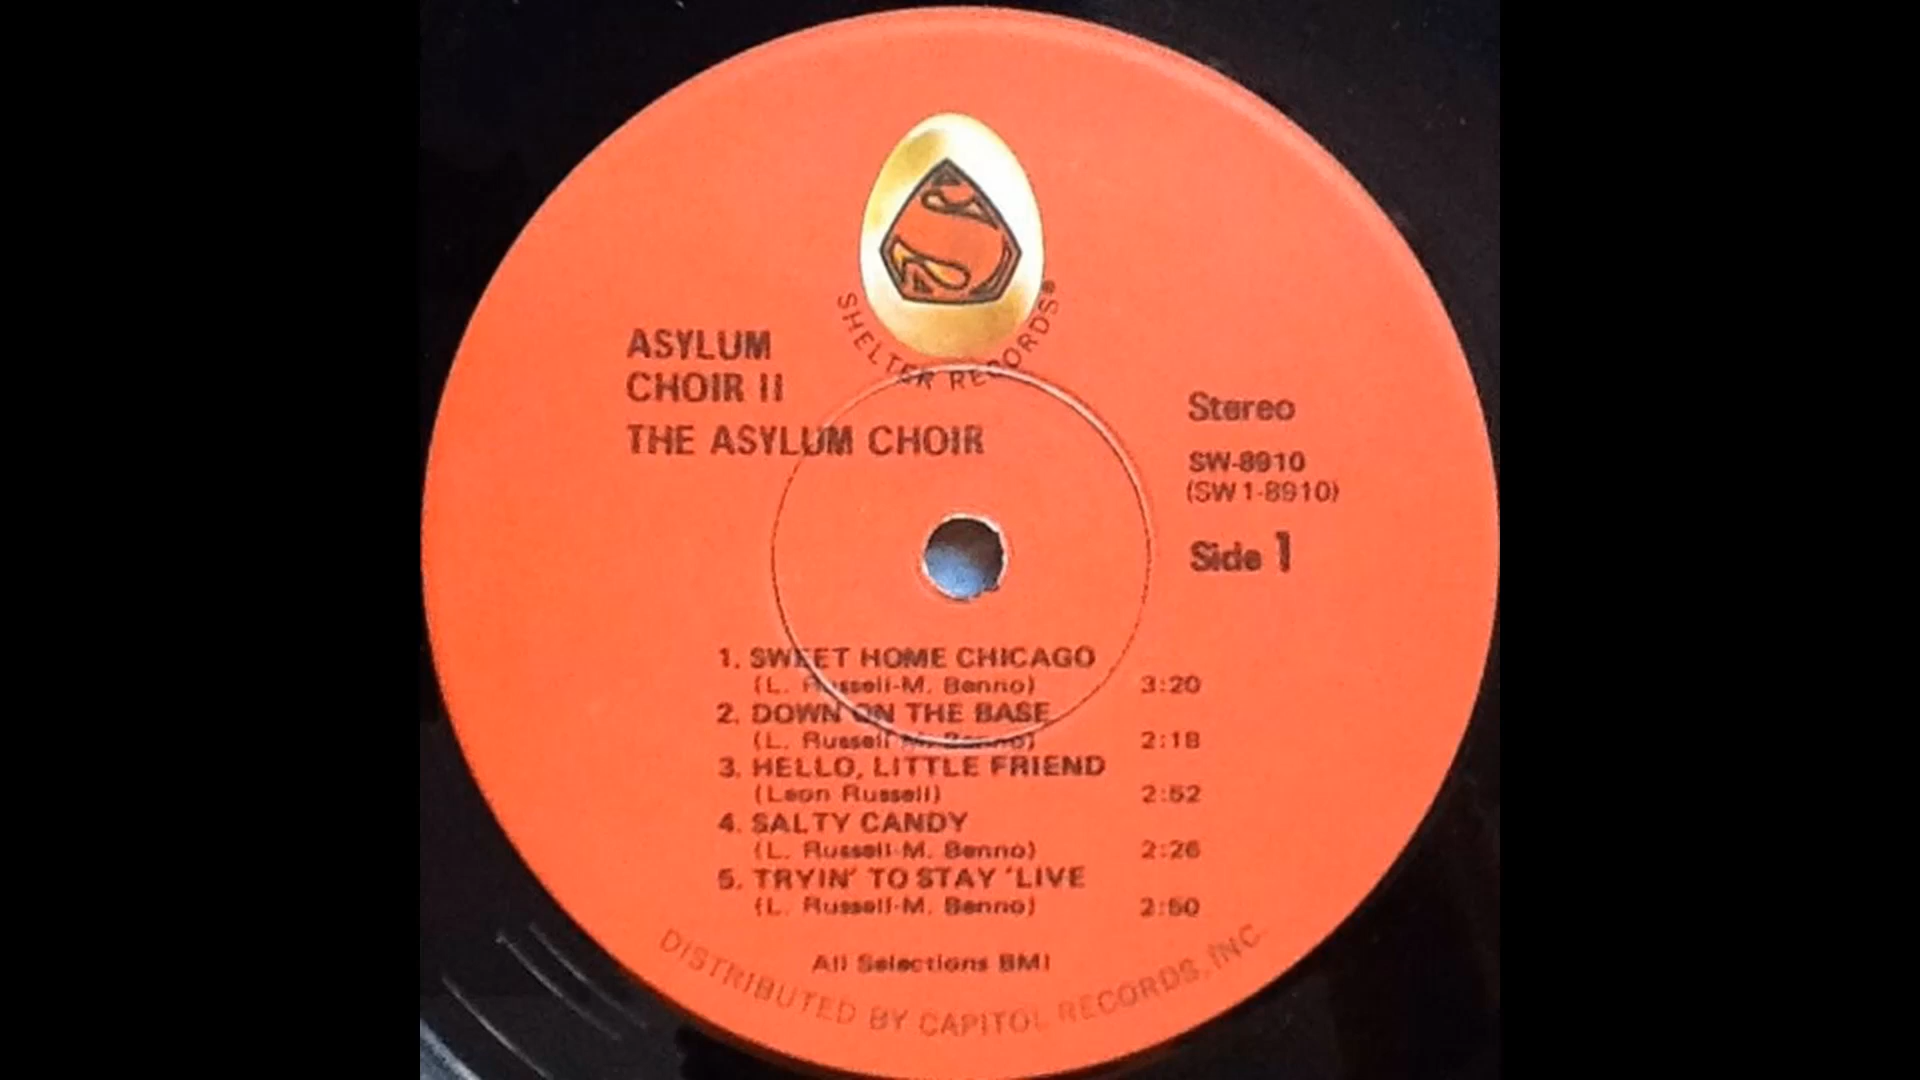 SHELTER RECORDS®
ASYLUM
CHOIR II
THE ASYLUM CHOIR
Stereo
SW-8910
(SW1-8910)
Side 1
1. SWEET HOME CHICAGO
(L. Russell-M. Benno) 3:20
2. DOWN ON THE BASE
(L. Russell-M. Benno) 2:18
3. HELLO, LITTLE FRIEND
(Leon Russell) 2:52
4. SALTY CANDY
(L. Russell-M. Benno) 2:26
5. TRYIN' TO STAY 'LIVE
(L. Russell-M. Benno) 2:50
All Selections BMI
DISTRIBUTED BY CAPITOL RECORDS, INC.